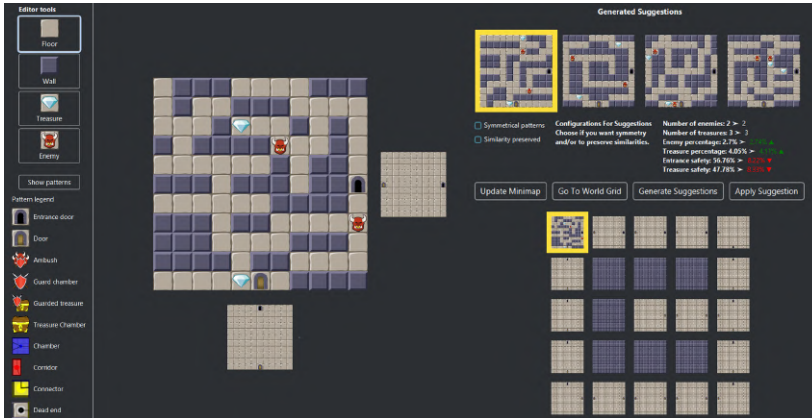 Editor tools
Floor
Wall
Treasure
Enemy
Show patterns
Pattern legend
Entrance door
Door
Ambush
Guard chamber
Guarded treasure
Treasure Chamber
Chamber
Corridor
Connector
Dead end
Generated Suggestions
Symmetrical patterns
Similarity preserved
Configurations For Suggestions
Choose if you want symmetry
and/or to preserve similarities.
Number of enemies: 2 ➤ 2
Number of treasures: 3 ➤ 3
Enemy percentage: 2.7% ➤
Treasure percentage: 4.05% ➤
Entrance safety: 56.76% ➤
Treasure safety: 47.78% ➤
Update Minimap
Go To World Grid
Generate Suggestions
Apply Suggestion